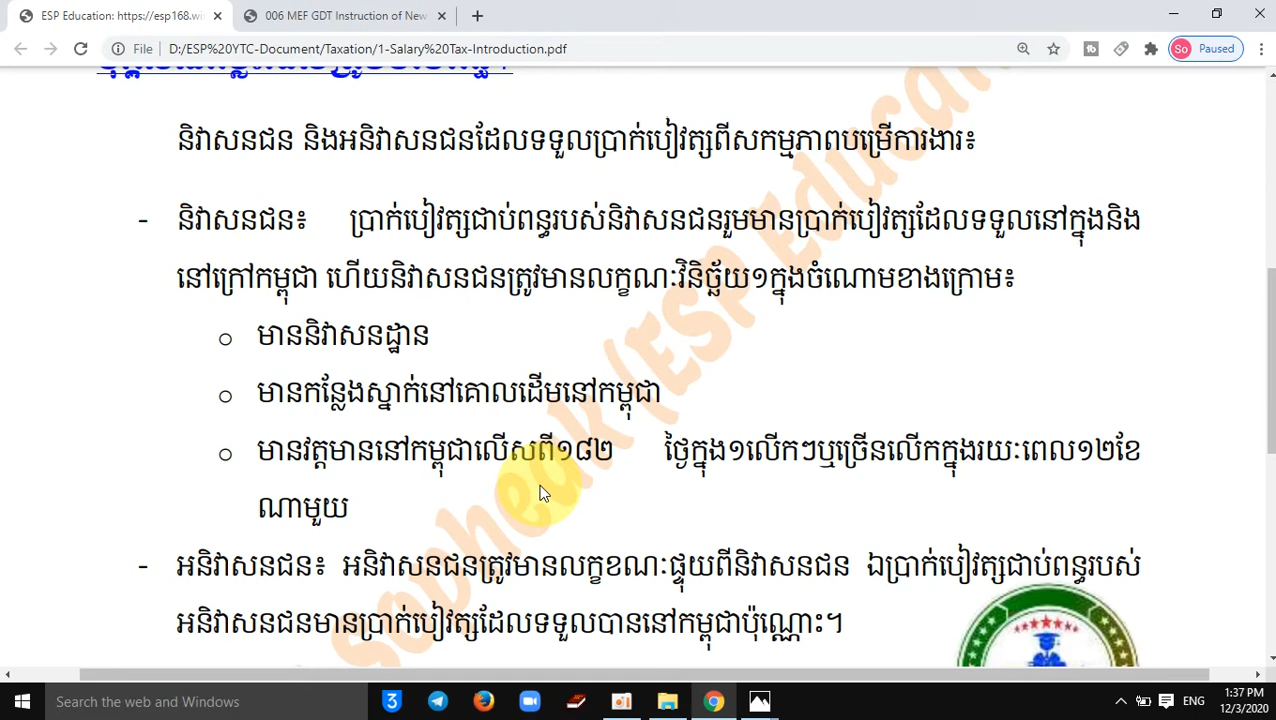 ESP Education: https://esp168.wi
006 MEF GDT Instruction of New
File
D:/ESP%20YTC-Document/Taxation/1-Salary%20Tax-Introduction.pdf
So Paused
និវាសនជន និងអនិវាសនជនដែលទទួលប្រាក់បៀវត្សពីសកម្មភាពបម្រើការងារ៖
- និវាសនជន៖ ប្រាក់បៀវត្សជាប់ពន្ធរបស់និវាសនជនរួមមានប្រាក់បៀវត្សដែលទទួលនៅក្នុងនិង
នៅក្រៅកម្ពុជា ហើយនិវាសនជនត្រូវមានលក្ខណៈវិនិច្ឆ័យ១ក្នុងចំណោមខាងក្រោម៖
o មាននិវាសនដ្ឋាន
o មានកន្លែងស្នាក់នៅគោលដើមនៅកម្ពុជា
o មានវត្តមាននៅកម្ពុជាលើសពី១៨២ ថ្ងៃក្នុង១លើកៗឬច្រើនលើកក្នុងរយៈពេល១២ខែ
ណាមួយ
- អនិវាសនជន៖ អនិវាសនជនត្រូវមានលក្ខខណៈផ្ទុយពីនិវាសនជន ឯប្រាក់បៀវត្សជាប់ពន្ធរបស់
អនិវាសនជនមានប្រាក់បៀវត្សដែលទទួលបាននៅកម្ពុជាប៉ុណ្ណោះ។
Sopheak (ESP Educa
Search the web and Windows
ENG
1:37 PM
12/3/2020